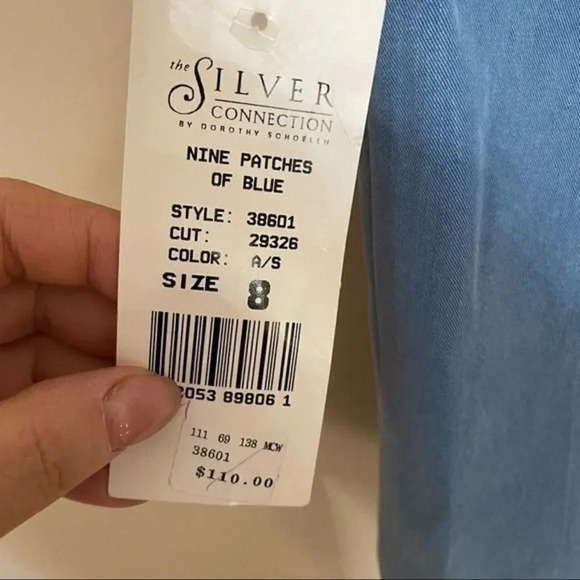 the SILVER
CONNECTION
BY DOROTHY SCHOELEN
NINE PATCHES
OF BLUE
STYLE: 38601
CUT: 29326
COLOR: A/S
SIZE 8
2053 89806 1
111 69 138 MCW
38601
$110.00